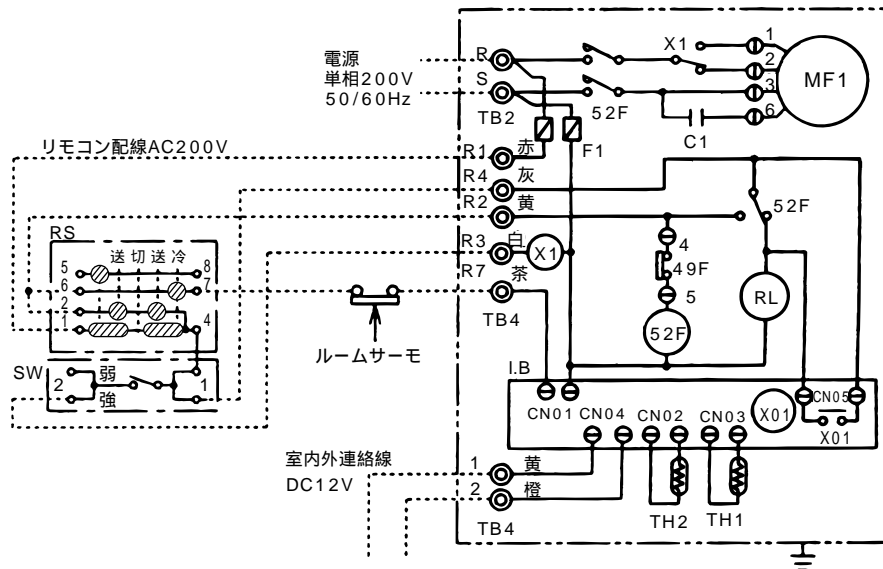 電源
単相200V
50/60Hz
R
S
TB2
52F
X1
1
2
3
6
MF1
C1
F1
リモコン配線AC200V
R1 赤
R4 灰
R2 黄
R3 白
R7 茶
TB4
X1
RS
送 切 送 冷
5 8
6 7
2
1 4
ルームサーモ
SW
2 弱 1
強
4
49F
5
52F
52F
RL
I.B
CN01
CN04
CN02
CN03
X01
CN05
X01
室内外連絡線
DC12V
1 黄
2 橙
TB4
TH2
TH1